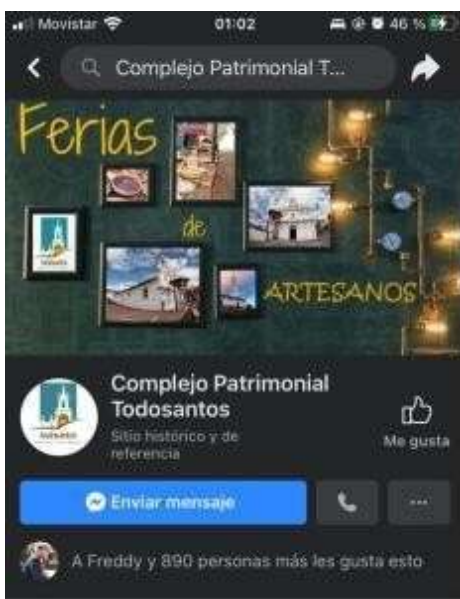 Movistar 01:02 46 %
Complejo Patrimonial T...
Ferias
de
ARTESANOS
Complejo Patrimonial
Todosantos
Sitio histórico y de
referencia
Me gusta
Enviar mensaje
A Freddy y 890 personas más les gusta esto